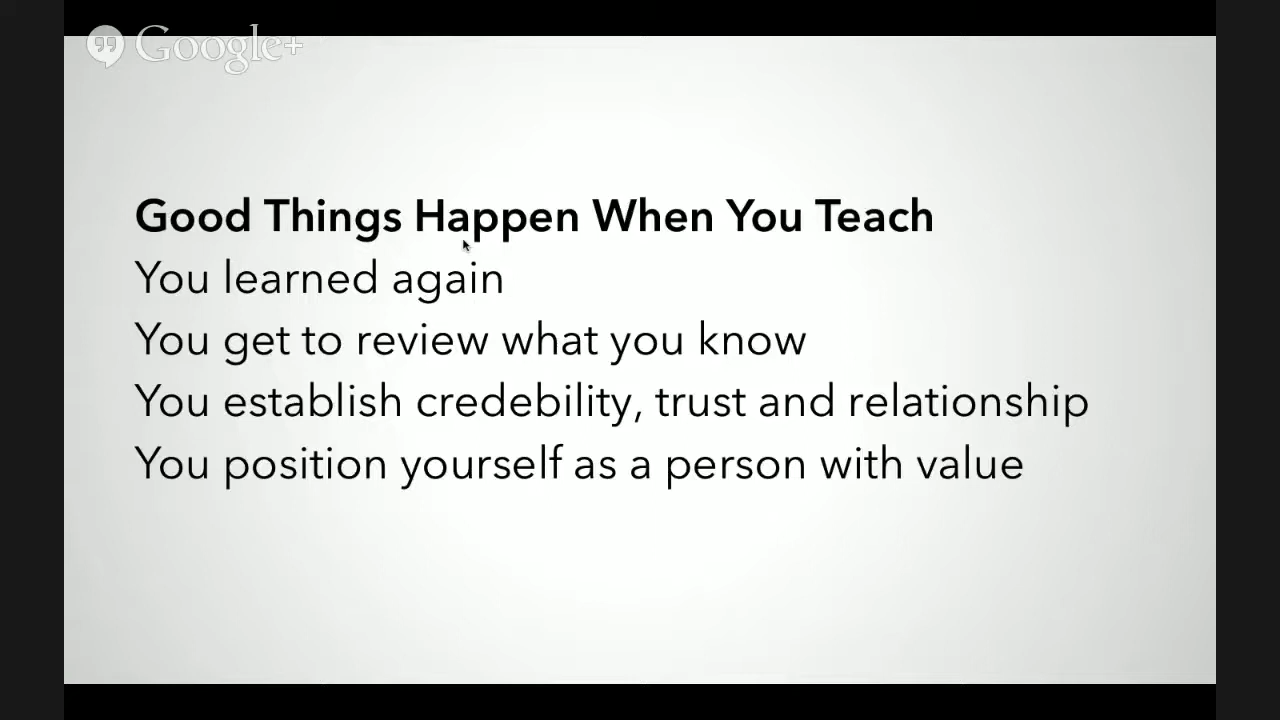 Google+
Good Things Happen When You Teach
You learned again
You get to review what you know
You establish credebility, trust and relationship
You position yourself as a person with value